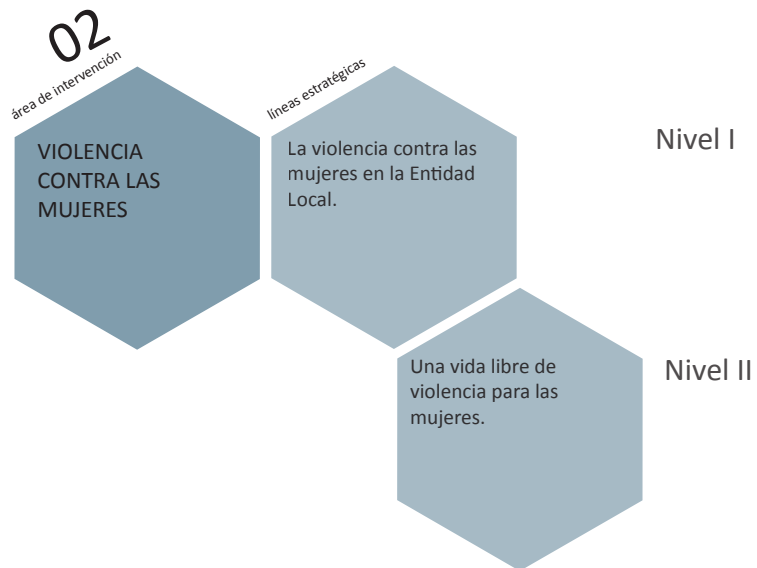 02
área de intervención
líneas estratégicas
VIOLENCIA
CONTRA LAS
MUJERES
La violencia contra las
mujeres en la Entidad
Local.
Nivel I
Una vida libre de
violencia para las
mujeres.
Nivel II